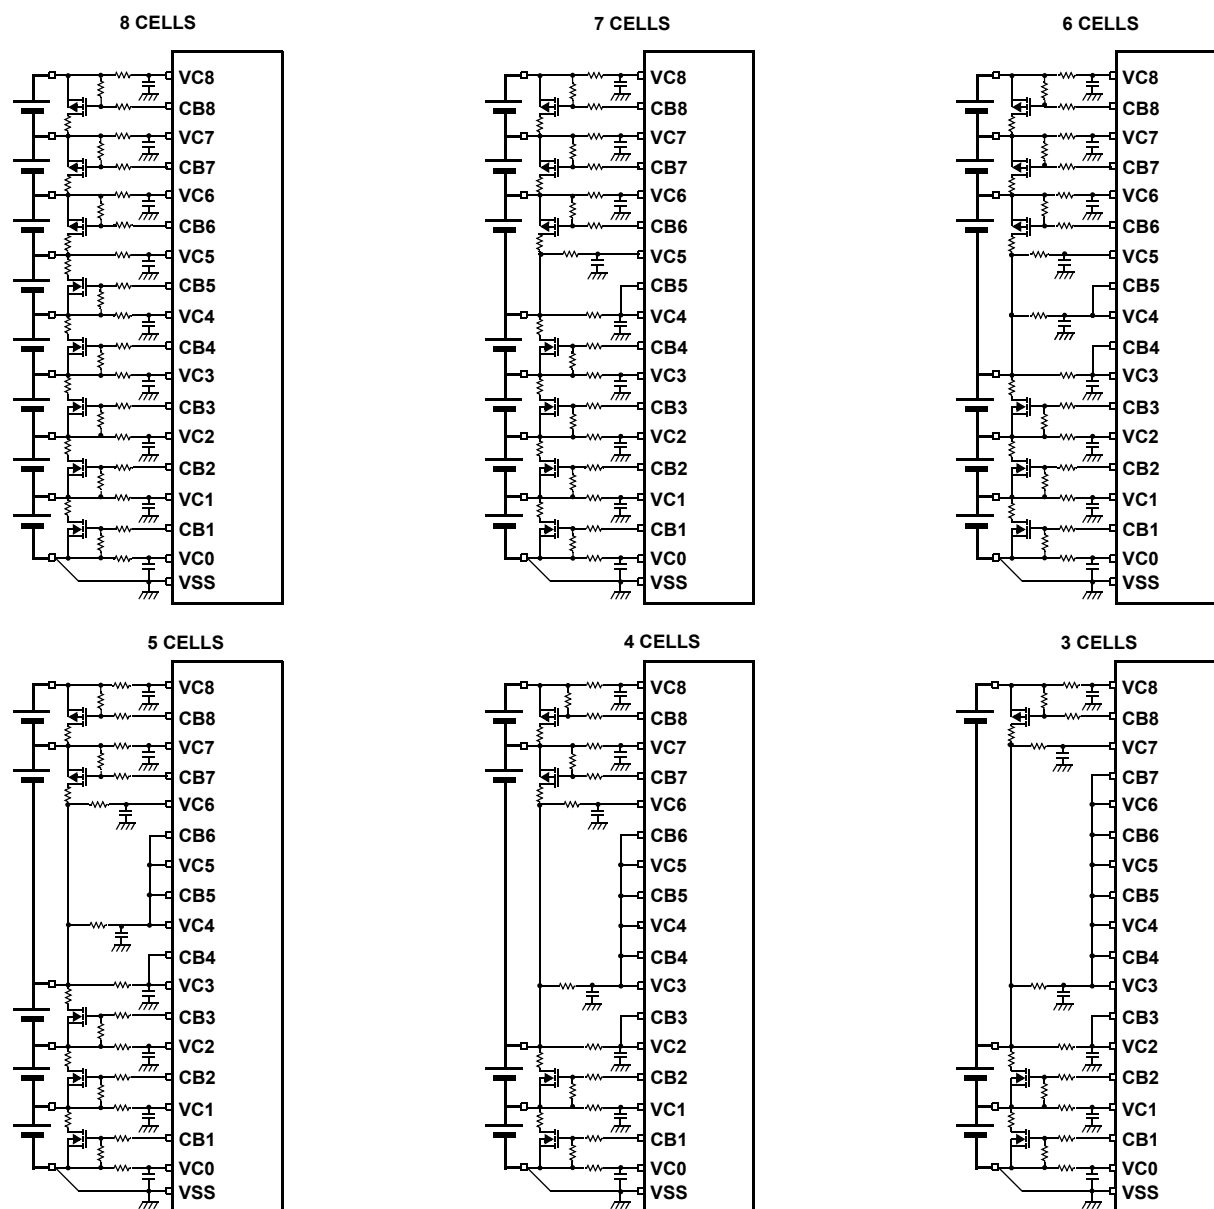 8 CELLS
VC8
CB8
VC7
CB7
VC6
CB6
VC5
CB5
VC4
CB4
VC3
CB3
VC2
CB2
VC1
CB1
VC0
VSS
7 CELLS
VC8
CB8
VC7
CB7
VC6
CB6
VC5
CB5
VC4
CB4
VC3
CB3
VC2
CB2
VC1
CB1
VC0
VSS
6 CELLS
VC8
CB8
VC7
CB7
VC6
CB6
VC5
CB5
VC4
CB4
VC3
CB3
VC2
CB2
VC1
CB1
VC0
VSS
5 CELLS
VC8
CB8
VC7
CB7
VC6
CB6
VC5
CB5
VC4
CB4
VC3
CB3
VC2
CB2
VC1
CB1
VC0
VSS
4 CELLS
VC8
CB8
VC7
CB7
VC6
CB6
VC5
CB5
VC4
CB4
VC3
CB3
VC2
CB2
VC1
CB1
VC0
VSS
3 CELLS
VC8
CB8
VC7
CB7
VC6
CB6
VC5
CB5
VC4
CB4
VC3
CB3
VC2
CB2
VC1
CB1
VC0
VSS